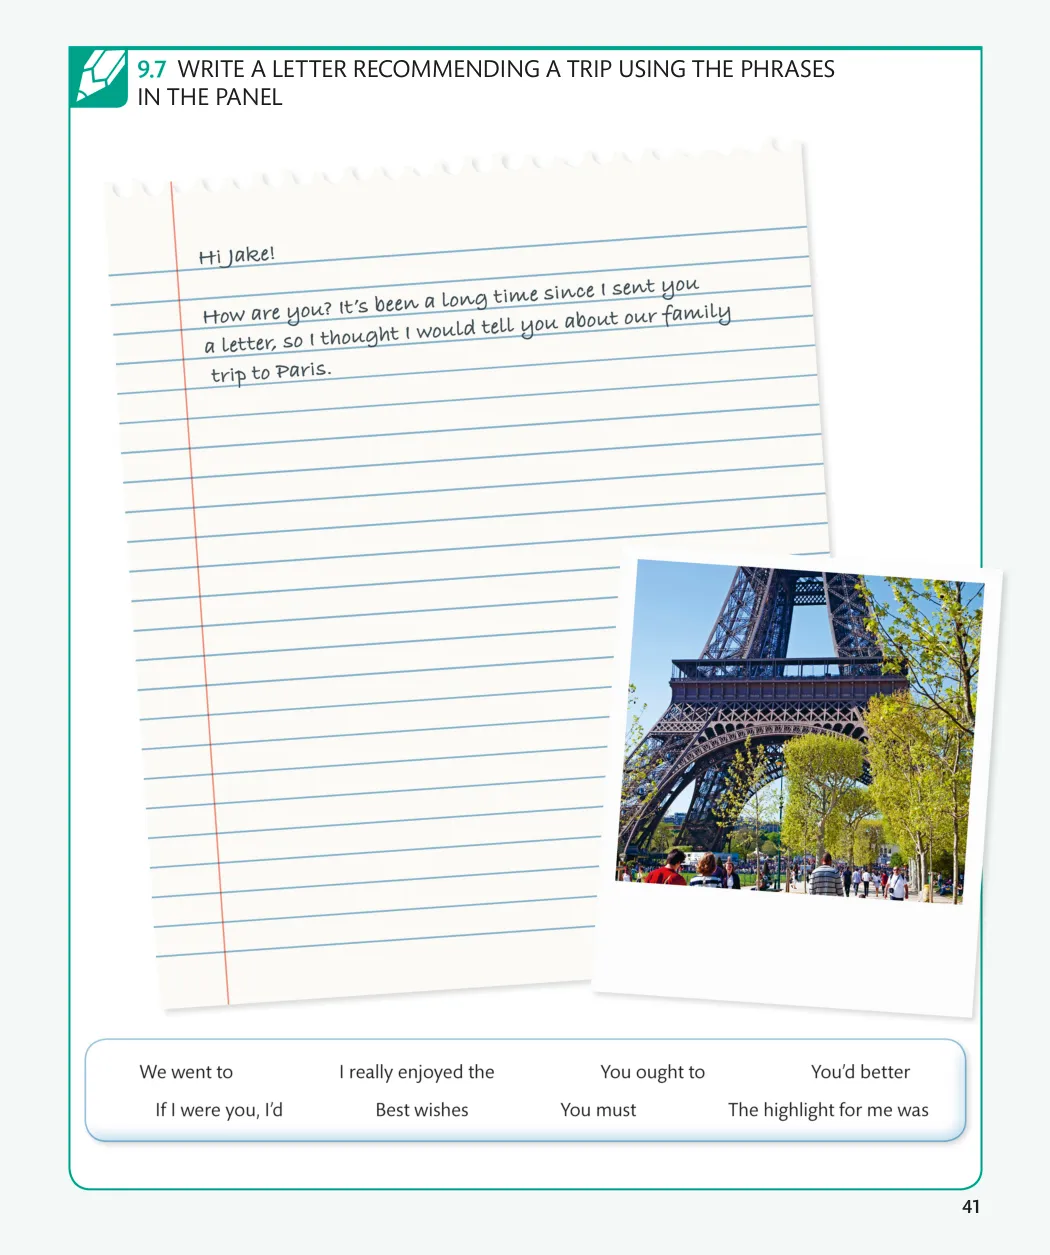 9.7 WRITE A LETTER RECOMMENDING A TRIP USING THE PHRASES
IN THE PANEL
Hi Jake!
How are you? It's been a long time since I sent you
a letter, so I thought I would tell you about our family
trip to Paris.
We went to I really enjoyed the You ought to You'd better
If I were you, I'd Best wishes You must The highlight for me was
41